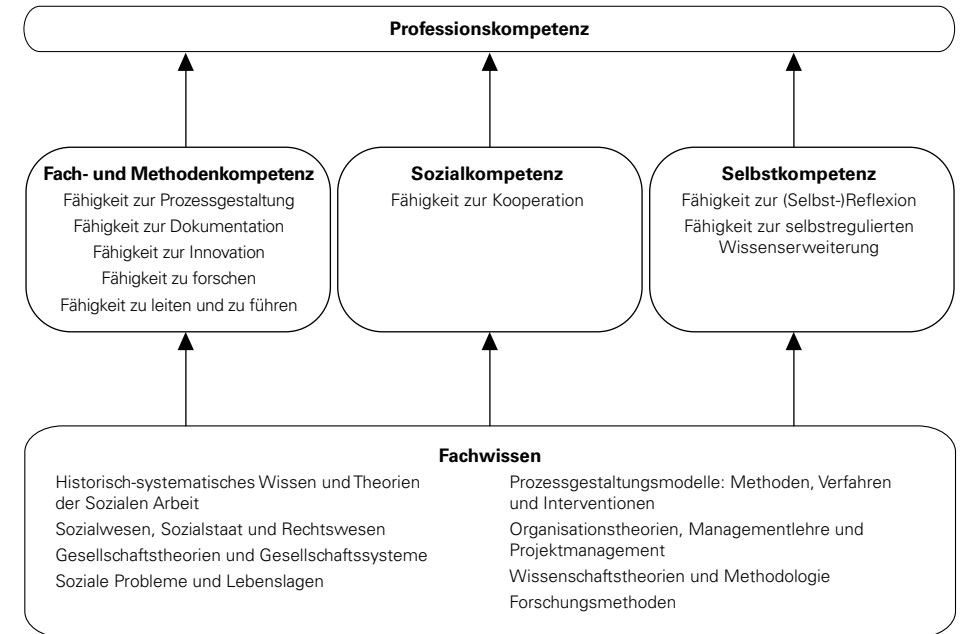 Professionskompetenz
Fach- und Methodenkompetenz
Fähigkeit zur Prozessgestaltung
Fähigkeit zur Dokumentation
Fähigkeit zur Innovation
Fähigkeit zu forschen
Fähigkeit zu leiten und zu führen
Sozialkompetenz
Fähigkeit zur Kooperation
Selbstkompetenz
Fähigkeit zur (Selbst-)Reflexion
Fähigkeit zur selbstregulierten
Wissenserweiterung
Fachwissen
Historisch-systematisches Wissen und Theorien
der Sozialen Arbeit
Sozialwesen, Sozialstaat und Rechtswesen
Gesellschaftstheorien und Gesellschaftssysteme
Soziale Probleme und Lebenslagen
Prozessgestaltungsmodelle: Methoden, Verfahren
und Interventionen
Organisationstheorien, Managementlehre und
Projektmanagement
Wissenschaftstheorien und Methodologie
Forschungsmethoden